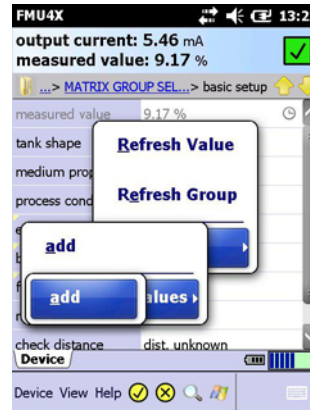 FMU4X 13:2
output current: 5.46 mA
measured value: 9.17 %
...> MATRIX GROUP SEL...> basic setup
measured value 9.17 %
tank shape
Refresh Value
medium prop
Refresh Group
process cond
add
add
alues
check distance dist. unknown
Device
Device View Help